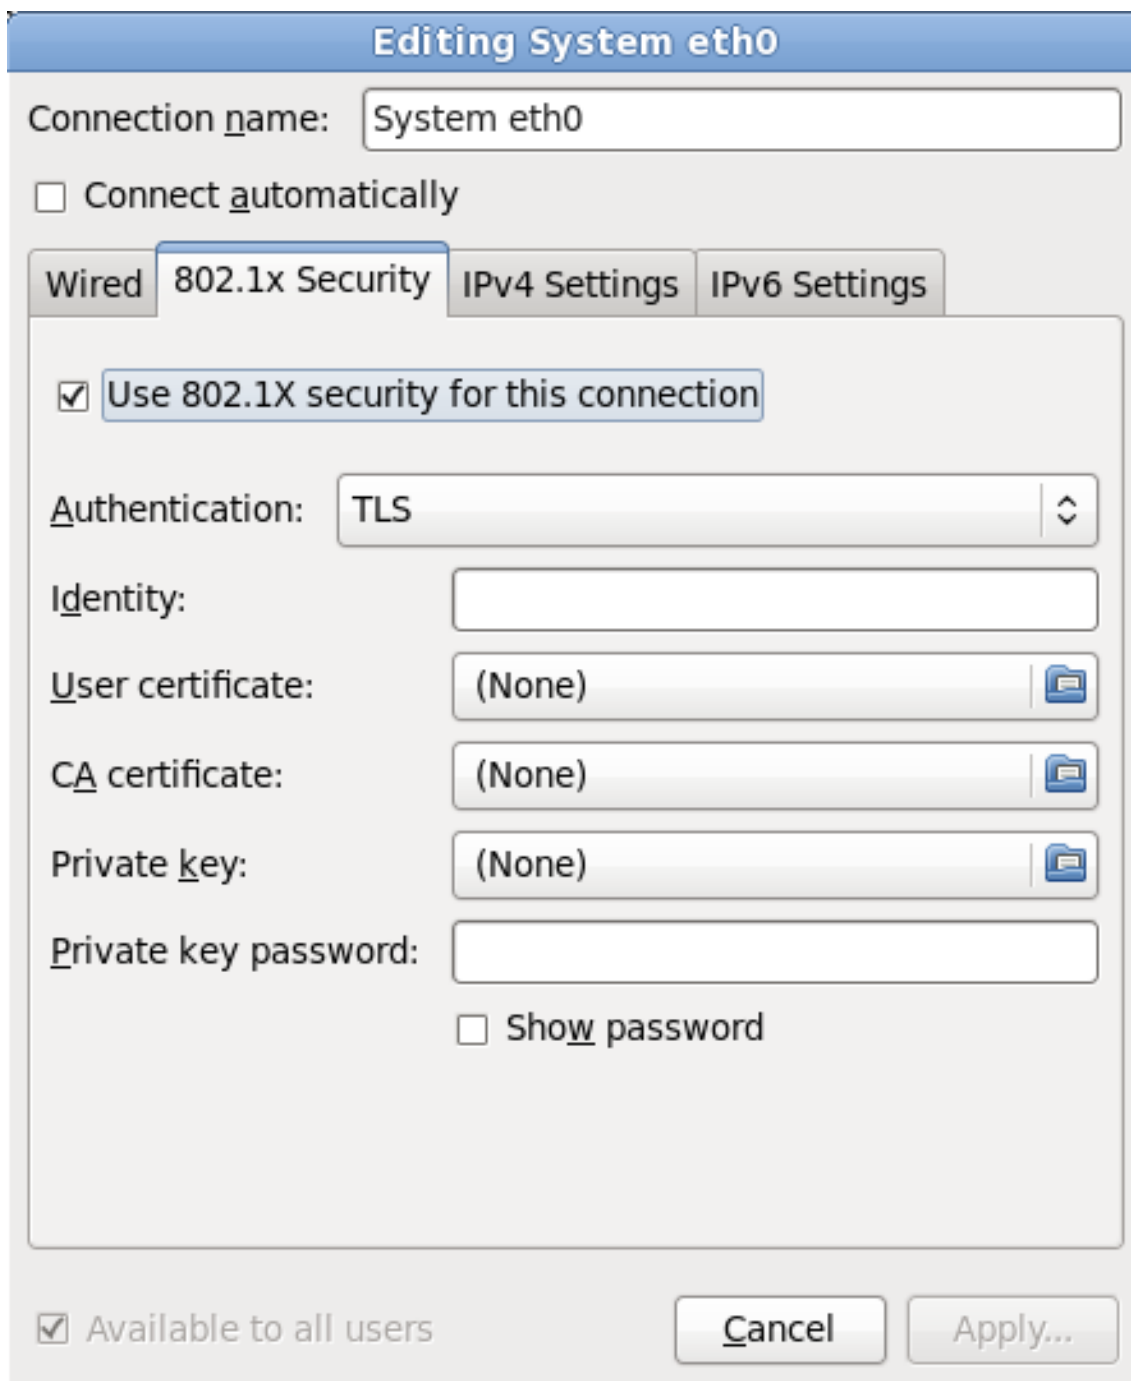 Editing System eth0
Connection name: System eth0
Connect automatically
Wired 802.1x Security IPv4 Settings IPv6 Settings
Use 802.1X security for this connection
Authentication: TLS
Identity:
User certificate: (None)
CA certificate: (None)
Private key: (None)
Private key password:
Show password
Available to all users Cancel Apply...